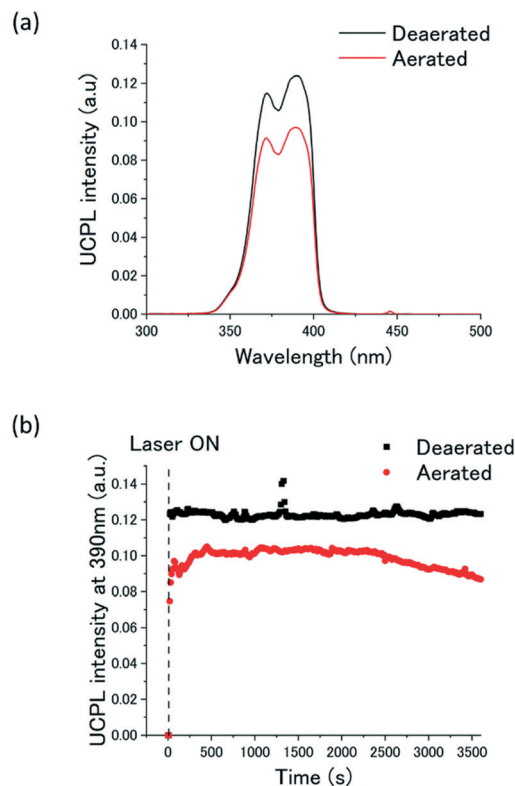 (a)
Deaerated
Aerated
UCPL intensity (a.u)
0.14
0.12
0.10
0.08
0.06
0.04
0.02
0.00
300 350 400 450 500
Wavelength (nm)
(b)
Laser ON
Deaerated
Aerated
UCPL intensity at 390nm (a.u.)
0.14
0.12
0.10
0.08
0.06
0.04
0.02
0.00
0 500 1000 1500 2000 2500 3000 3500
Time (s)